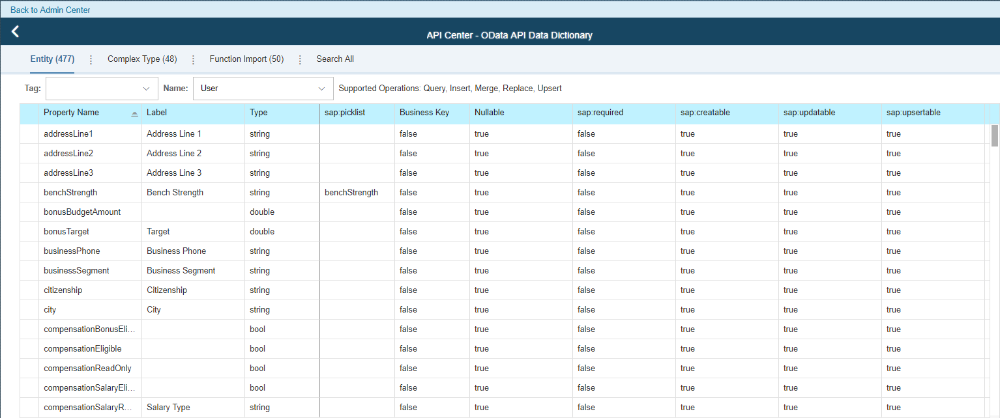 Back to Admin Center
API Center - OData API Data Dictionary
Entity (477) Complex Type (48) Function Import (50) Search All
Tag: Name: User Supported Operations: Query, Insert, Merge, Replace, Upsert
Property Name Label Type sap:picklist Business Key Nullable sap:required sap:creatable sap:updatable sap:upsertable
addressLine1 Address Line 1 string false true false true true true
addressLine2 Address Line 2 string false true false true true true
addressLine3 Address Line 3 string false true false true true true
benchStrength Bench Strength string benchStrength false true false true true true
bonusBudgetAmount double false true false true true true
bonusTarget Target double false true false true true true
businessPhone Business Phone string false true false true true true
businessSegment Business Segment string false true false true true true
citizenship Citizenship string false true false true true true
city City string false true false true true true
compensationBonusEli... bool false true false true true true
compensationEligible bool false true false true true true
compensationReadOnly bool false true false true true true
compensationSalaryEli... bool false true false true true true
compensationSalaryR... Salary Type string false true false true true true